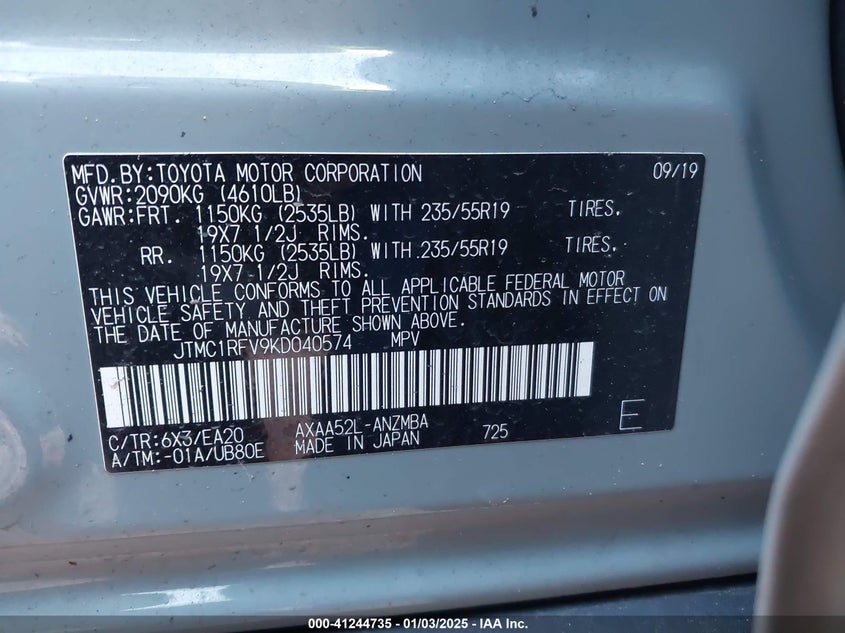 MFD.BY:TOYOTA MOTOR CORPORATION 09/19
GVWR:2090KG (4610LB)
GAWR:FRT. 1150KG (2535LB) WITH 235/55R19 TIRES.
19X7 1/2J RIMS.
RR. 1150KG (2535LB) WITH.235/55R19 TIRES.
19X7 1/2J RIMS.
THIS VEHICLE CONFORMS TO ALL APPLICABLE FEDERAL MOTOR
VEHICLE SAFETY AND THEFT PREVENTION STANDARDS IN EFFECT ON
THE DATE OF MANUFACTURE SHOWN ABOVE.
JTMC1RFV9KD040574 MPV
C/TR:6X3/EA20 AXAA52L-ANZMBA
A/TM:-01A/UB80E MADE IN JAPAN 725
E
000-41244735 - 01/03/2025 - IAA Inc.